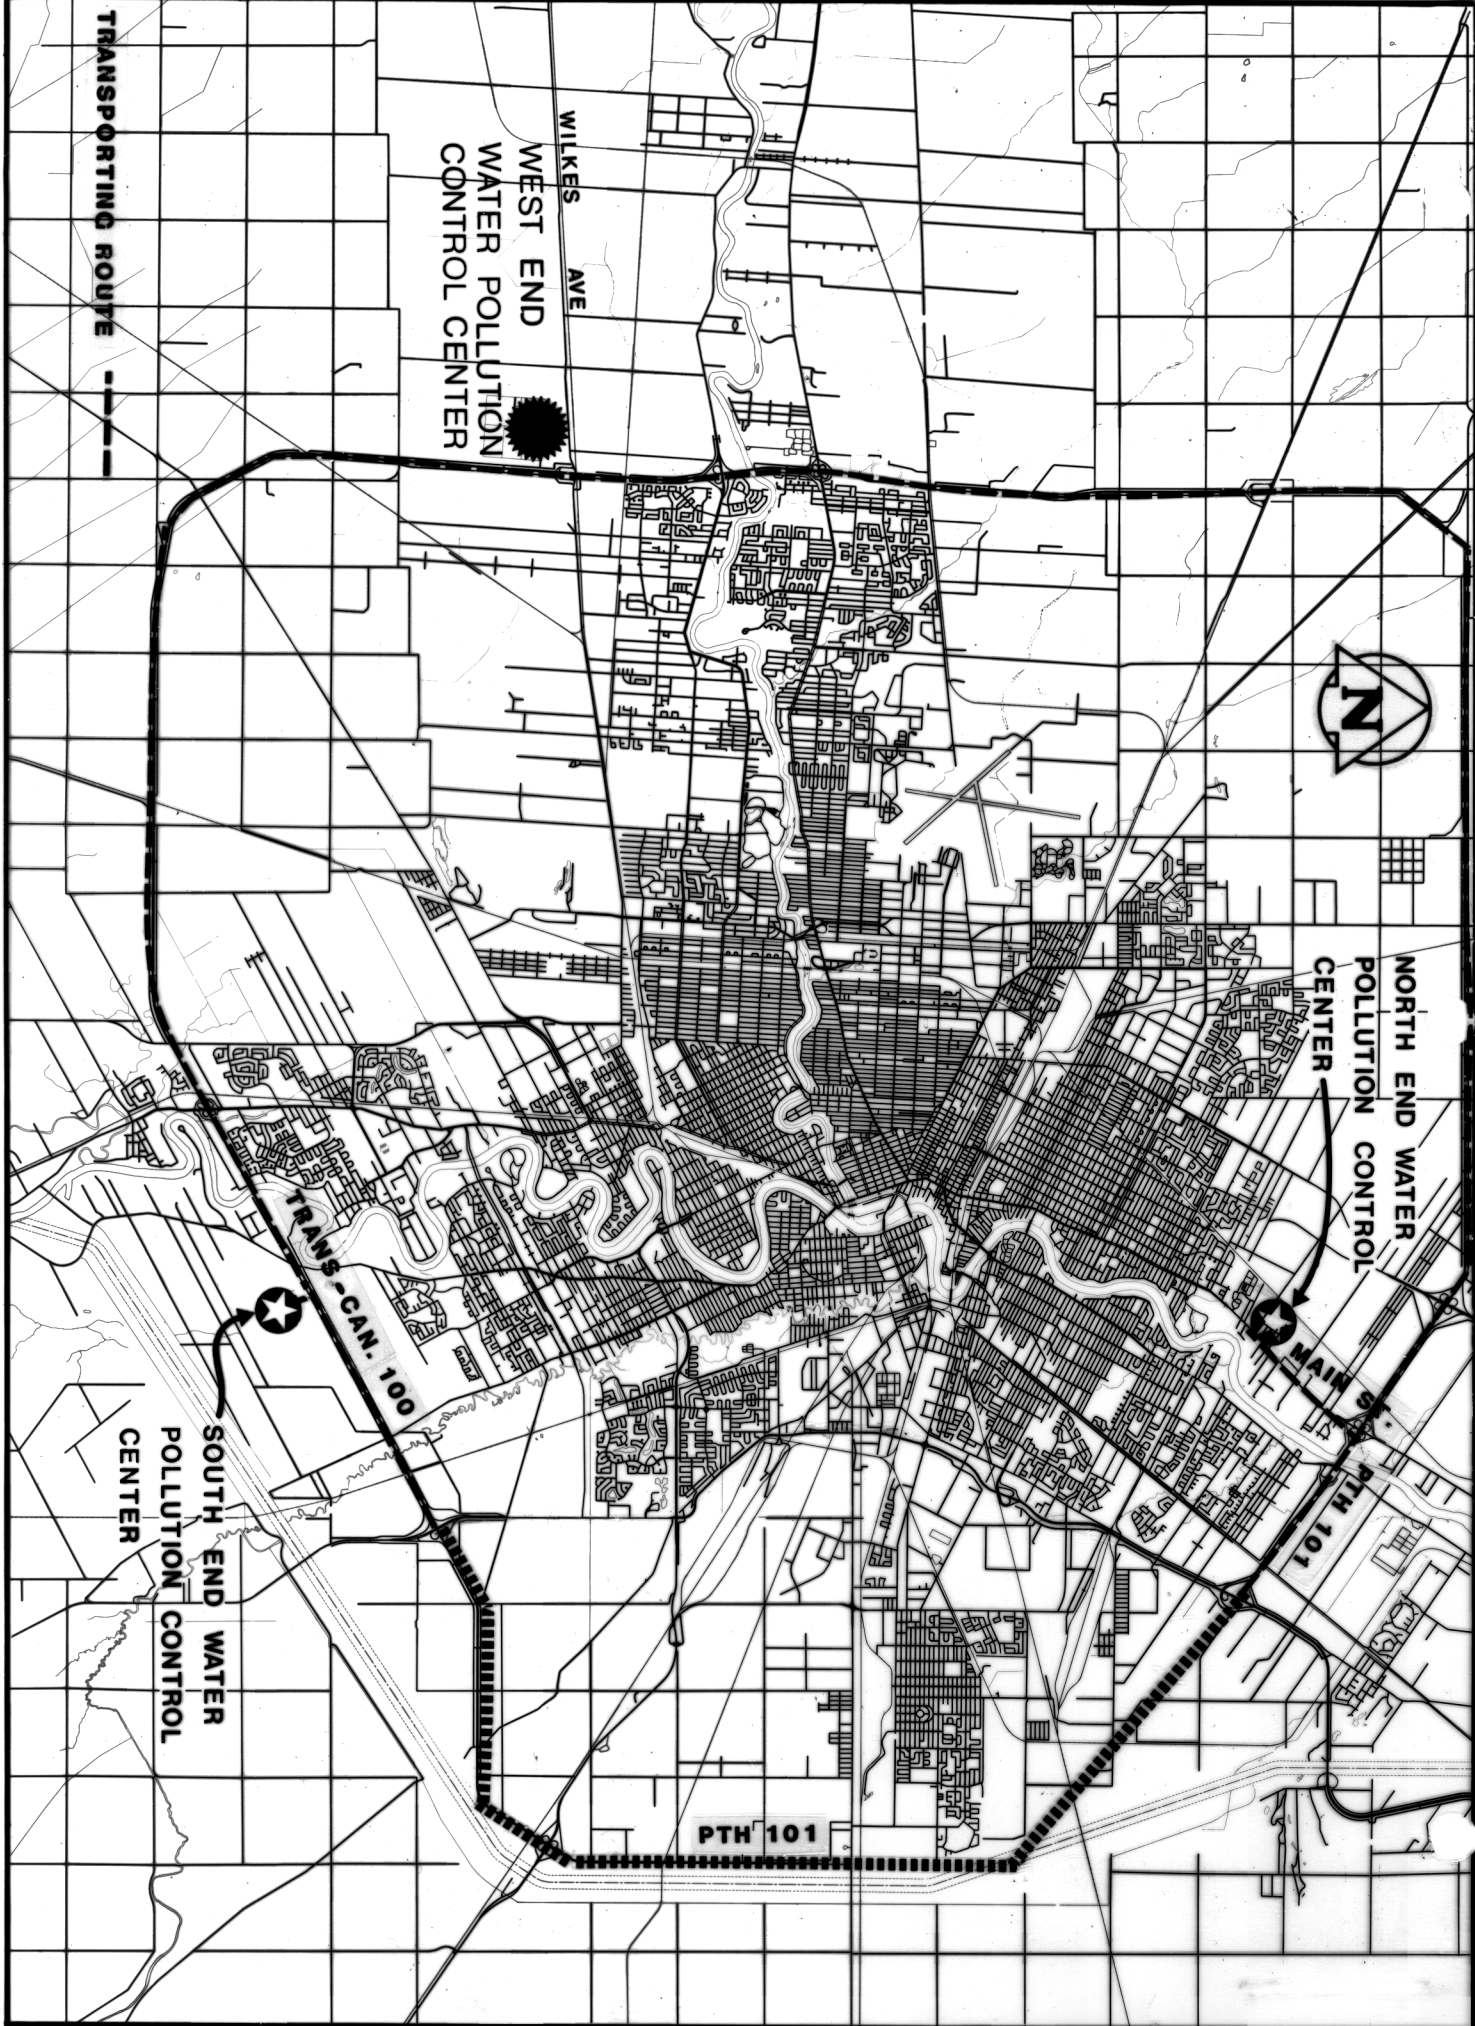 N
NORTH END WATER
POLLUTION CONTROL
CENTER
MAIN ST.
PTH 101
WILKES AVE
WEST END
WATER POLLUTION
CONTROL CENTER
PTH 101
TRANS-CAN. 100
SOUTH END WATER
POLLUTION CONTROL
CENTER
TRANSPORTING ROUTE